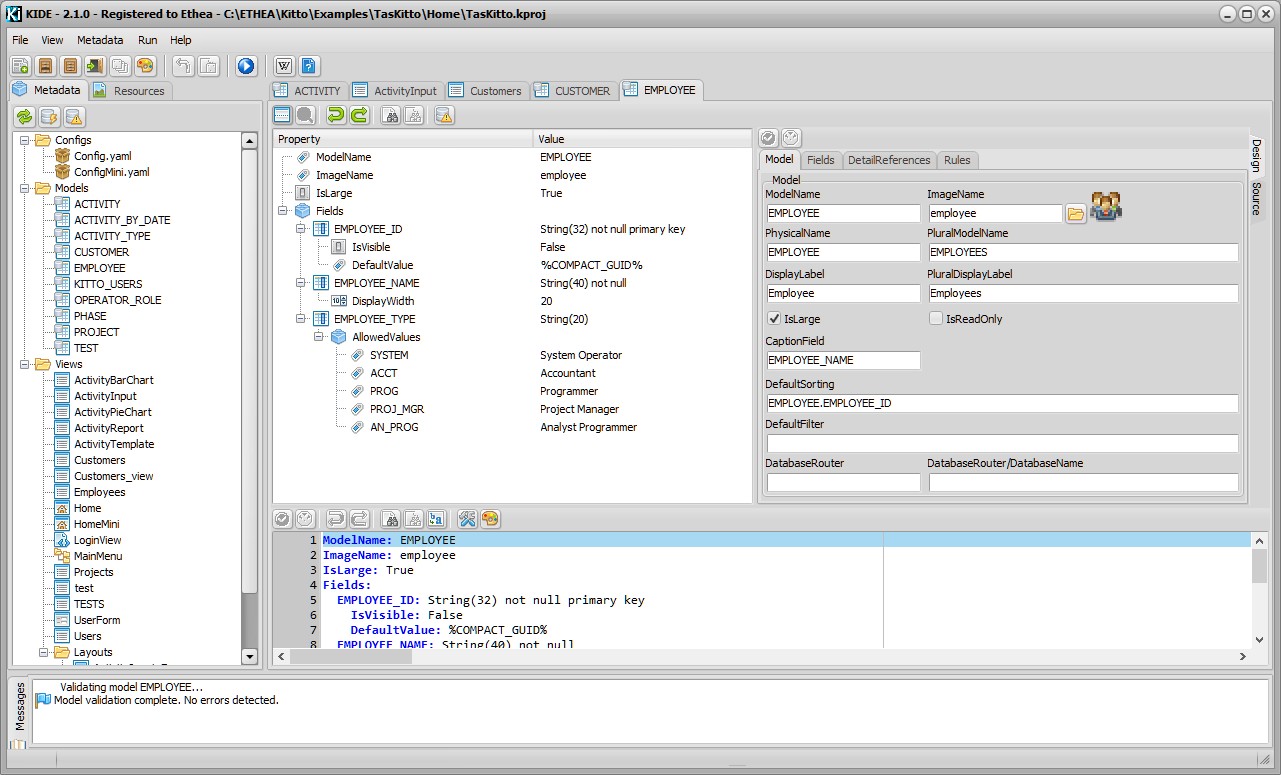 KIDE - 2.1.0 - Registered to Ethea - C:\ETHEA\Kitto\Examples\TasKitto\Home\TasKitto.kproj
File View Metadata Run Help
Metadata Resources
Configs
Config.yaml
ConfigMini.yaml
Models
ACTIVITY
ACTIVITY_BY_DATE
ACTIVITY_TYPE
CUSTOMER
EMPLOYEE
KITTO_USERS
OPERATOR_ROLE
PHASE
PROJECT
TEST
Views
ActivityBarChart
ActivityInput
ActivityPieChart
ActivityReport
ActivityTemplate
Customers
Customers_view
Employees
Home
HomeMini
LoginView
MainMenu
Projects
test
TESTS
UserForm
Users
Layouts
ACTIVITY ActivityInput Customers CUSTOMER EMPLOYEE
Property Value
ModelName EMPLOYEE
ImageName employee
IsLarge True
Fields
EMPLOYEE_ID String(32) not null primary key
IsVisible False
DefaultValue %COMPACT_GUID%
EMPLOYEE_NAME String(40) not null
DisplayWidth 20
EMPLOYEE_TYPE String(20)
AllowedValues
SYSTEM System Operator
ACCT Accountant
PROG Programmer
PROJ_MGR Project Manager
AN_PROG Analyst Programmer
Model Fields DetailReferences Rules
Model
ModelName ImageName
EMPLOYEE employee
PhysicalName PluralModelName
EMPLOYEE EMPLOYEES
DisplayLabel PluralDisplayLabel
Employee Employees
IsLarge IsReadOnly
CaptionField
EMPLOYEE_NAME
DefaultSorting
EMPLOYEE.EMPLOYEE_ID
DefaultFilter
DatabaseRouter DatabaseRouter/DatabaseName
Design
Source
1 ModelName: EMPLOYEE
2 ImageName: employee
3 IsLarge: True
4 Fields:
5 EMPLOYEE_ID: String(32) not null primary key
6 IsVisible: False
7 DefaultValue: %COMPACT_GUID%
8 EMPLOYEE_NAME: String(40) not null
Messages
Validating model EMPLOYEE...
Model validation complete. No errors detected.